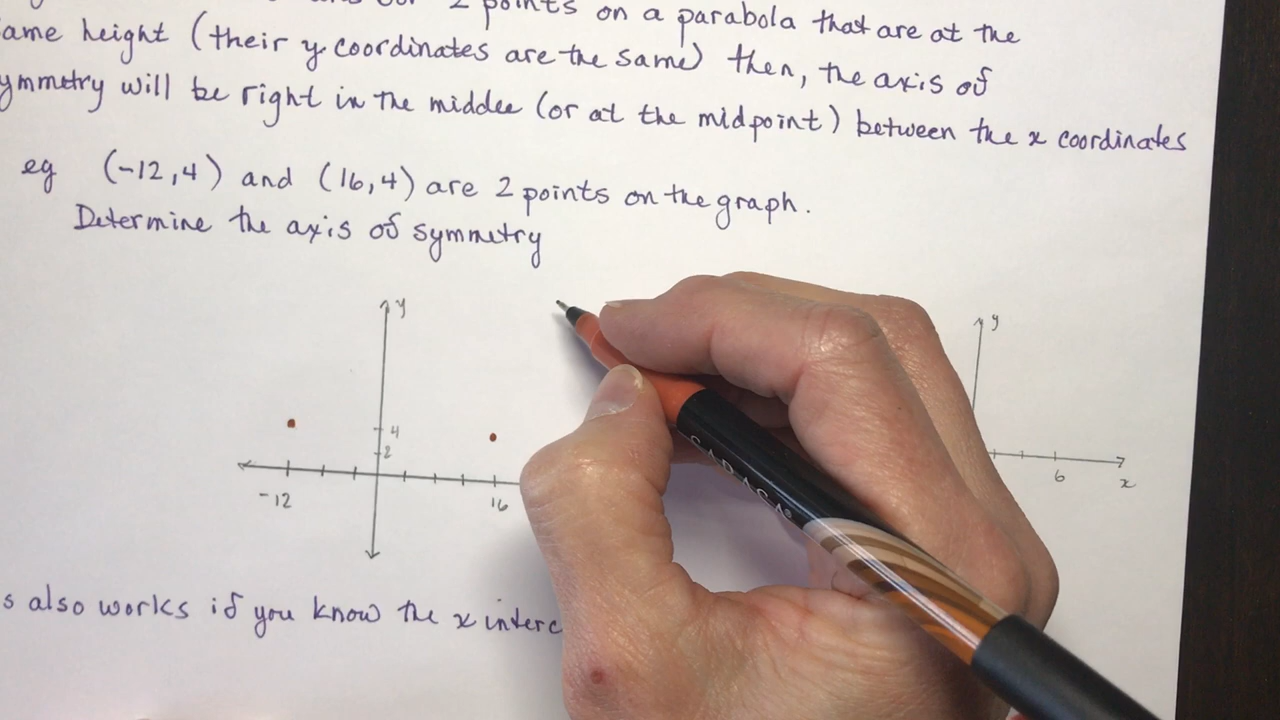 2 points on a parabola that are at the
ame height (their y coordinates are the same) then, the axis of
ymmetry will be right in the middle (or at the midpoint) between the x coordinates
eg (-12,4) and (16,4) are 2 points on the graph.
Determine the axis of symmetry
y
4
2
-12
16
y
6
x
s also works if you know the x interc
CADACA®